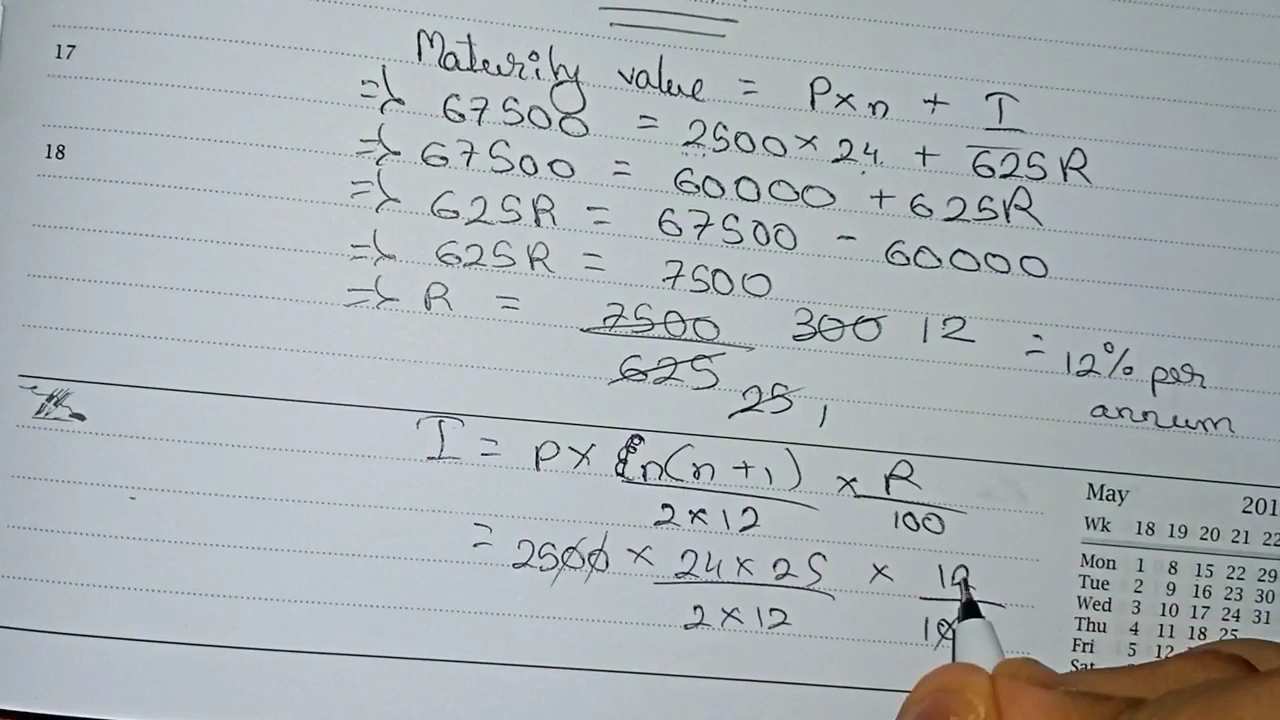 17
Maturity value = P×n + I
⇒ 67500 = 2500×24 + 625R
18
⇒ 67500 = 60000 + 625R
⇒ 625R = 67500 - 60000
⇒ 625R = 7500
⇒ R = 7500 300 12 = 12% per
625 25, annum
I = P× n(n+1) × R
2×12 100
= 2500 × 24×25 × 12
2×12
May 201
Wk 18 19 20 21 22
Mon 1 8 15 22 29
Tue 2 9 16 23 30
Wed 3 10 17 24 31
Thu 4 11 18 25
Fri 5 12
Sat